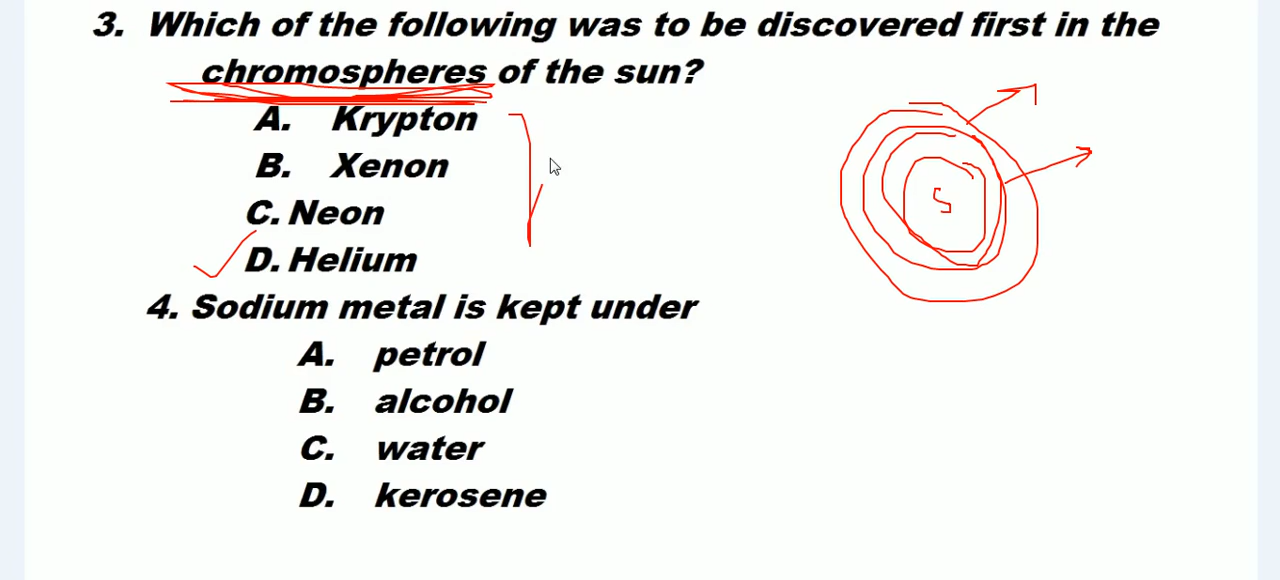 3. Which of the following was to be discovered first in the
chromospheres of the sun?
A. Krypton
B. Xenon
C. Neon
D. Helium
S
4. Sodium metal is kept under
A. petrol
B. alcohol
C. water
D. kerosene